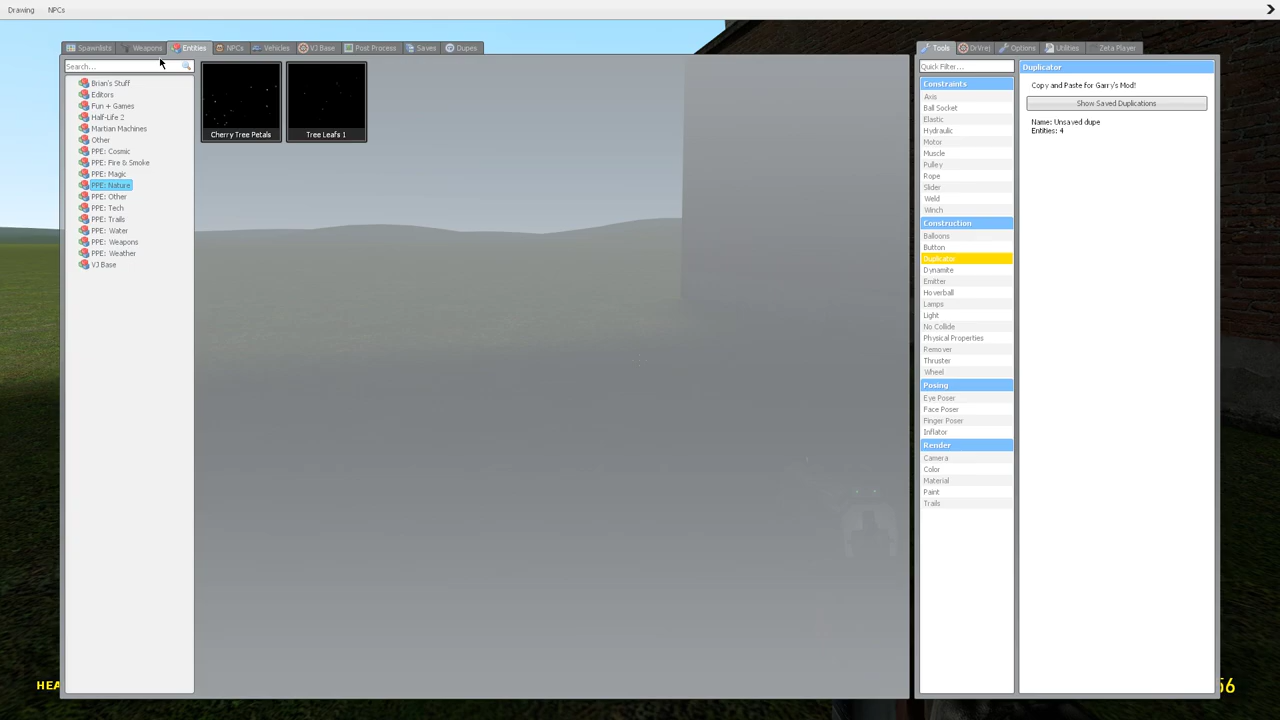 Drawing NPCs
Spawnlists Weapons Entities NPCs Vehicles VJ Base Post Process Saves Dupes
Search...
Brian's Stuff
Editors
Fun + Games
Half-Life 2
Martian Machines
Other
PPE: Cosmic
PPE: Fire & Smoke
PPE: Magic
PPE: Nature
PPE: Other
PPE: Tech
PPE: Trails
PPE: Water
PPE: Weapons
PPE: Weather
VJ Base
Cherry Tree Petals
Tree Leafs 1
Tools DrVrej Options Utilities Zeta Player
Quick Filter...
Constraints
Axis
Ball Socket
Elastic
Hydraulic
Motor
Muscle
Pulley
Rope
Slider
Weld
Winch
Construction
Balloons
Button
Duplicator
Dynamite
Emitter
Hoverball
Lamps
Light
No Collide
Physical Properties
Remover
Thruster
Wheel
Posing
Eye Poser
Face Poser
Finger Poser
Inflator
Render
Camera
Color
Material
Paint
Trails
Duplicator
Copy and Paste for Garry's Mod!
Show Saved Duplications
Name: Unsaved dupe
Entities: 4
HEA
56